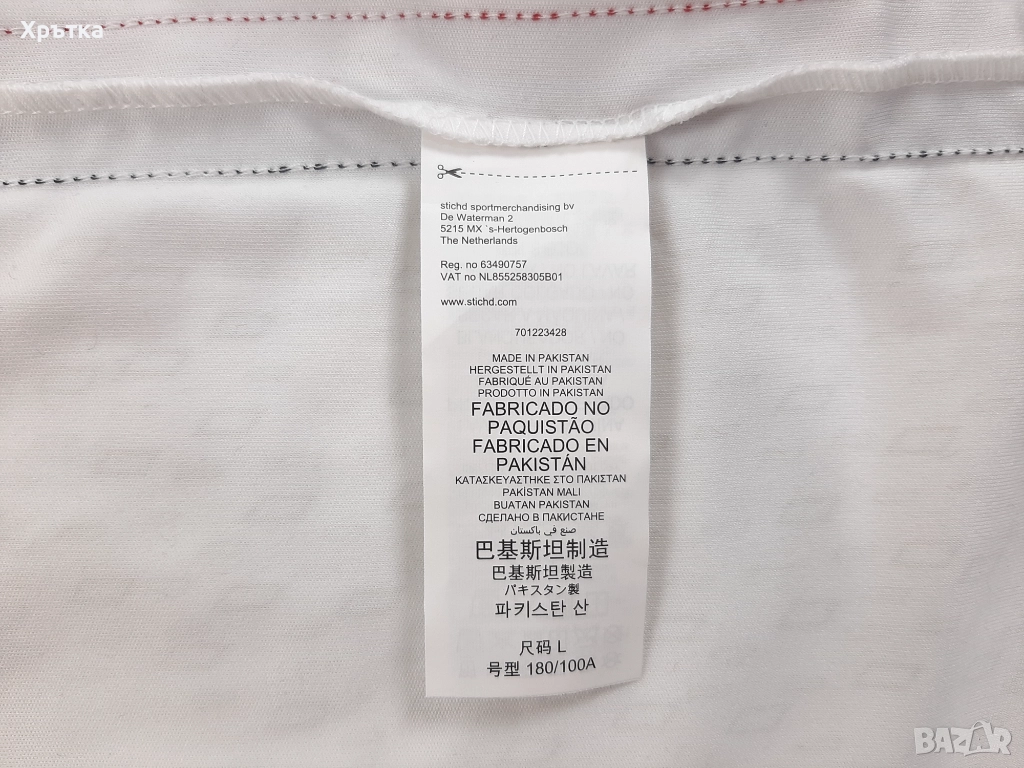 Хрътка
stichd sportmerchandising bv
De Waterman 2
5215 MX `s-Hertogenbosch
The Netherlands
Reg. no 63490757
VAT no NL855258305B01
www.stichd.com
701223428
MADE IN PAKISTAN
HERGESTELLT IN PAKISTAN
FABRIQUÉ AU PAKISTAN
PRODOTTO IN PAKISTAN
FABRICADO NO
PAQUISTÃO
FABRICADO EN
PAKISTÁN
ΚΑΤΑΣΚΕΥΑΣΤΗΚΕ ΣΤΟ ΠΑΚΙΣΤΑΝ
PAKİSTAN MALI
BUATAN PAKISTAN
СДЕЛАНО В ПАКИСТАНЕ
صنع في باكستان
巴基斯坦制造
巴基斯坦製造
パキスタン製
파키스탄 산
尺码 L
号型 180/100A
BAZAR